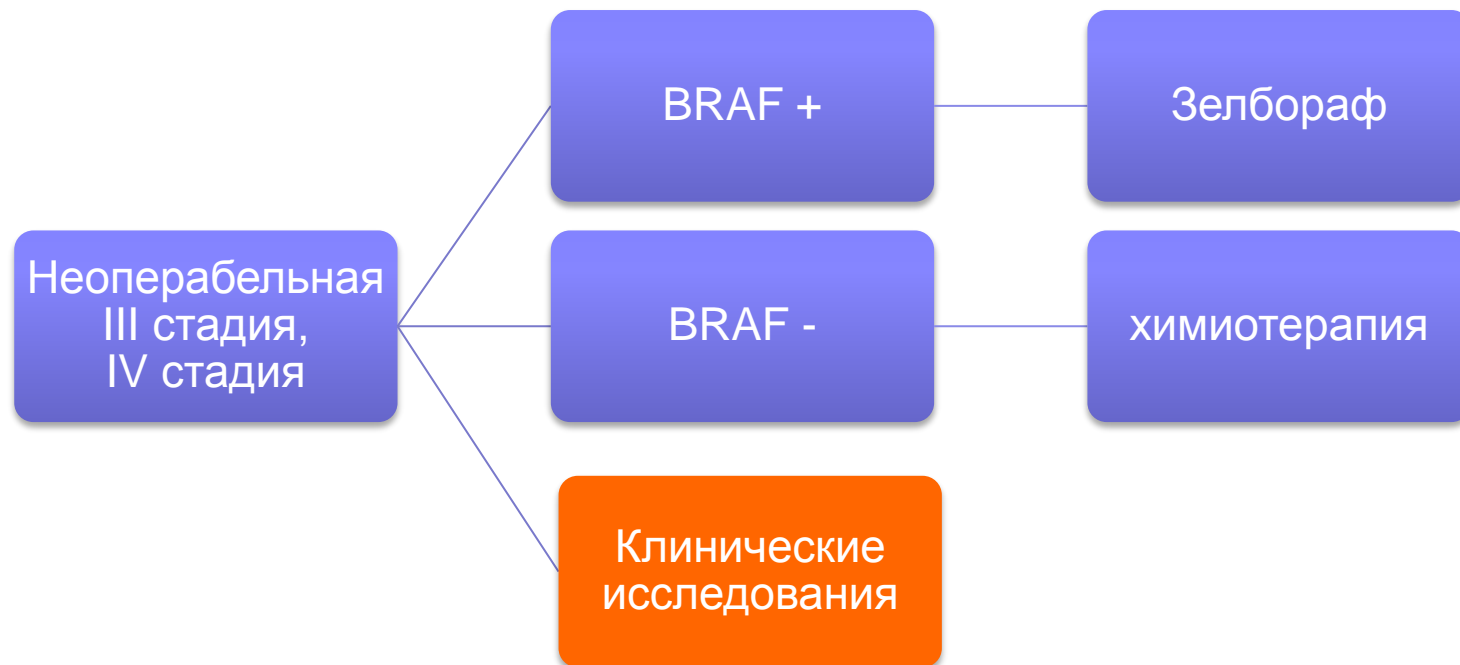 BRAF +
Зелбораф
Неоперабельная
III стадия,
IV стадия
BRAF -
химиотерапия
Клинические
исследования